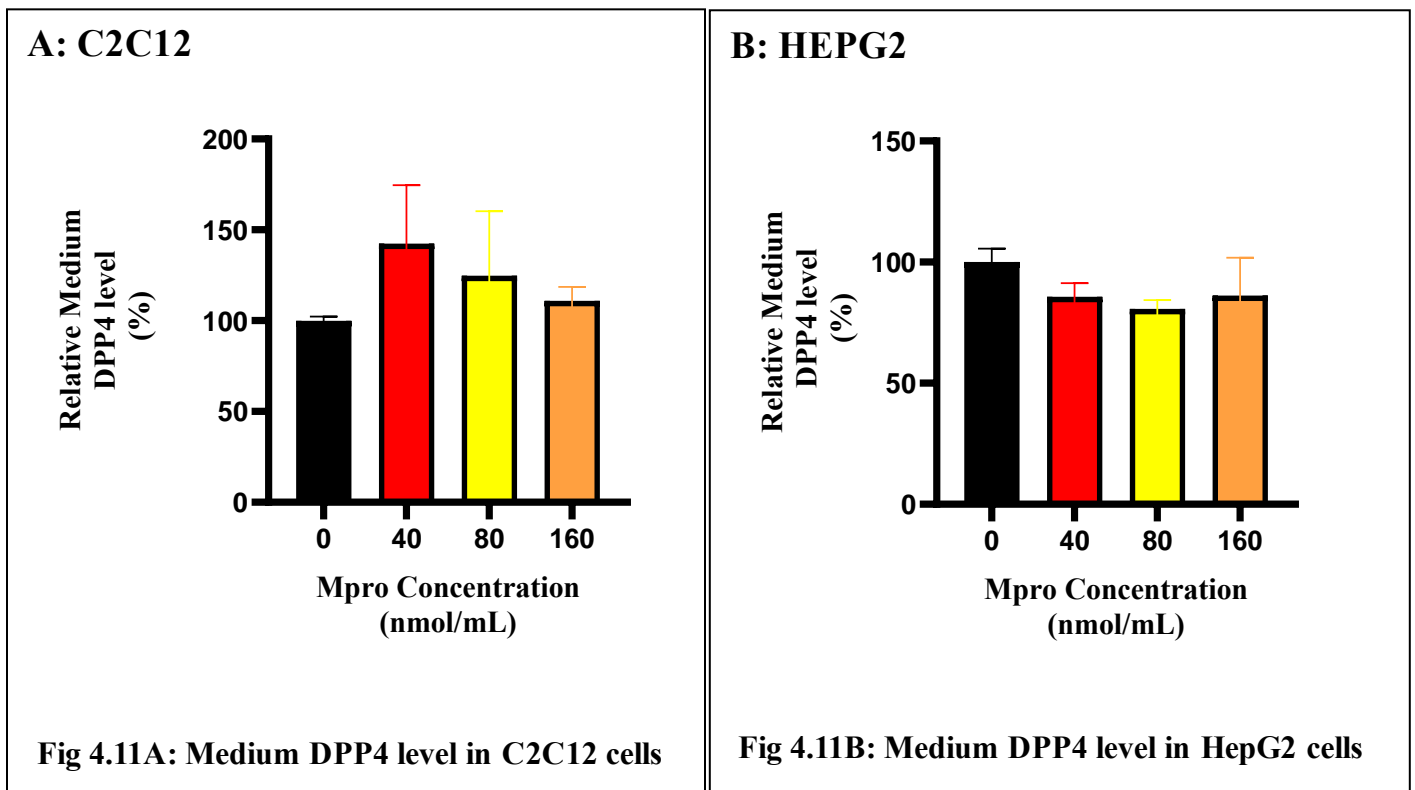 A: C2C12
200
150
100
50
0
Relative Medium
DPP4 level
(%)
0 40 80 160
Mpro Concentration
(nmol/mL)
Fig 4.11A: Medium DPP4 level in C2C12 cells
B: HEPG2
150
100
50
0
Relative Medium
DPP4 level
(%)
0 40 80 160
Mpro Concentration
(nmol/mL)
Fig 4.11B: Medium DPP4 level in HepG2 cells